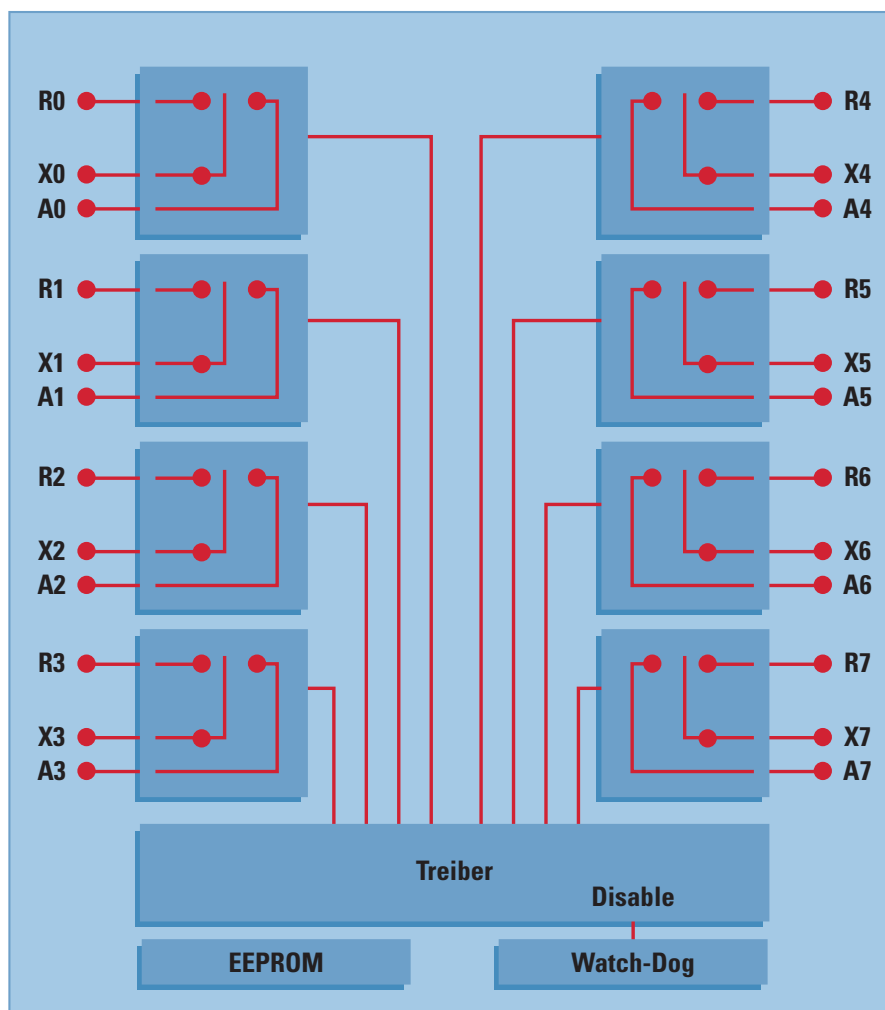 R0 R4
X0 X4
A0 A4
R1 R5
X1 X5
A1 A5
R2 R6
X2 X6
A2 A6
R3 R7
X3 X7
A3 A7
Treiber
Disable
EEPROM Watch-Dog